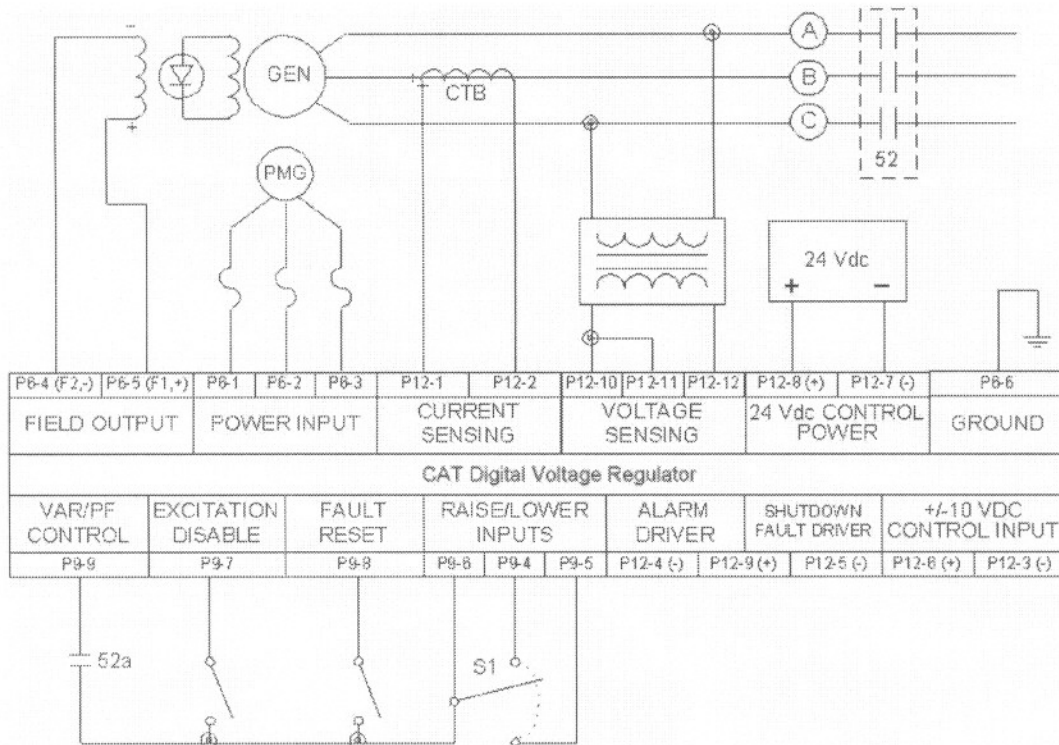 -
+
GEN
+
CTB
A
B
C
52
PMG
24 Vdc
+ -
P6-4 (F2,-) P6-5 (F1,+) P6-1 P6-2 P6-3 P12-1 P12-2 P12-10 P12-11 P12-12 P12-8 (+) P12-7 (-) P6-6
FIELD OUTPUT POWER INPUT CURRENT SENSING VOLTAGE SENSING 24 Vdc CONTROL POWER GROUND
CAT Digital Voltage Regulator
VAR/PF CONTROL EXCITATION DISABLE FAULT RESET RAISE/LOWER INPUTS ALARM DRIVER SHUTDOWN FAULT DRIVER +/-10 VDC CONTROL INPUT
P9-9 P9-7 P9-8 P9-6 P9-4 P9-5 P12-4 (-) P12-9 (+) P12-5 (-) P12-6 (+) P12-3 (-)
52a
S1